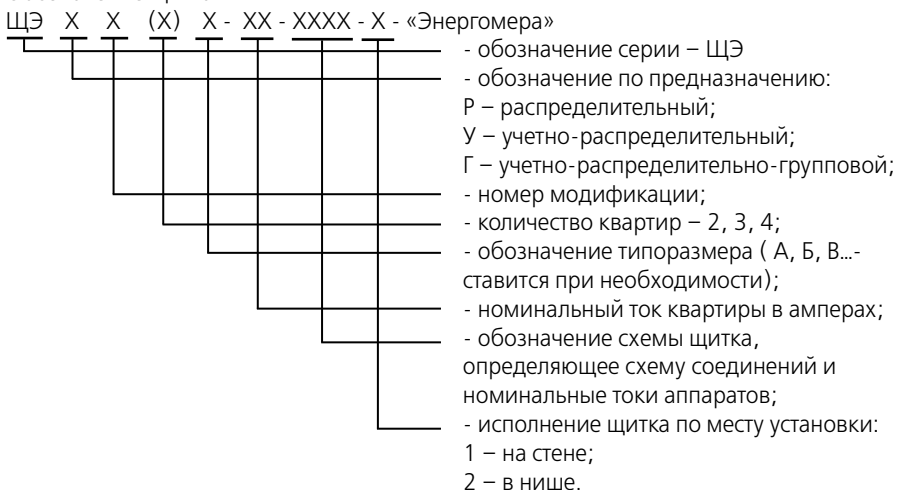 ЩЭ X X (X) X - XX - XXXX - X - «Энергомера»
- обозначение серии – ЩЭ
- обозначение по предназначению:
Р – распределительный;
У – учетно-распределительный;
Г – учетно-распределительно-групповой;
- номер модификации;
- количество квартир – 2, 3, 4;
- обозначение типоразмера ( А, Б, В...-
ставится при необходимости);
- номинальный ток квартиры в амперах;
- обозначение схемы щитка,
определяющее схему соединений и
номинальные токи аппаратов;
- исполнение щитка по месту установки:
1 – на стене;
2 – в нише.